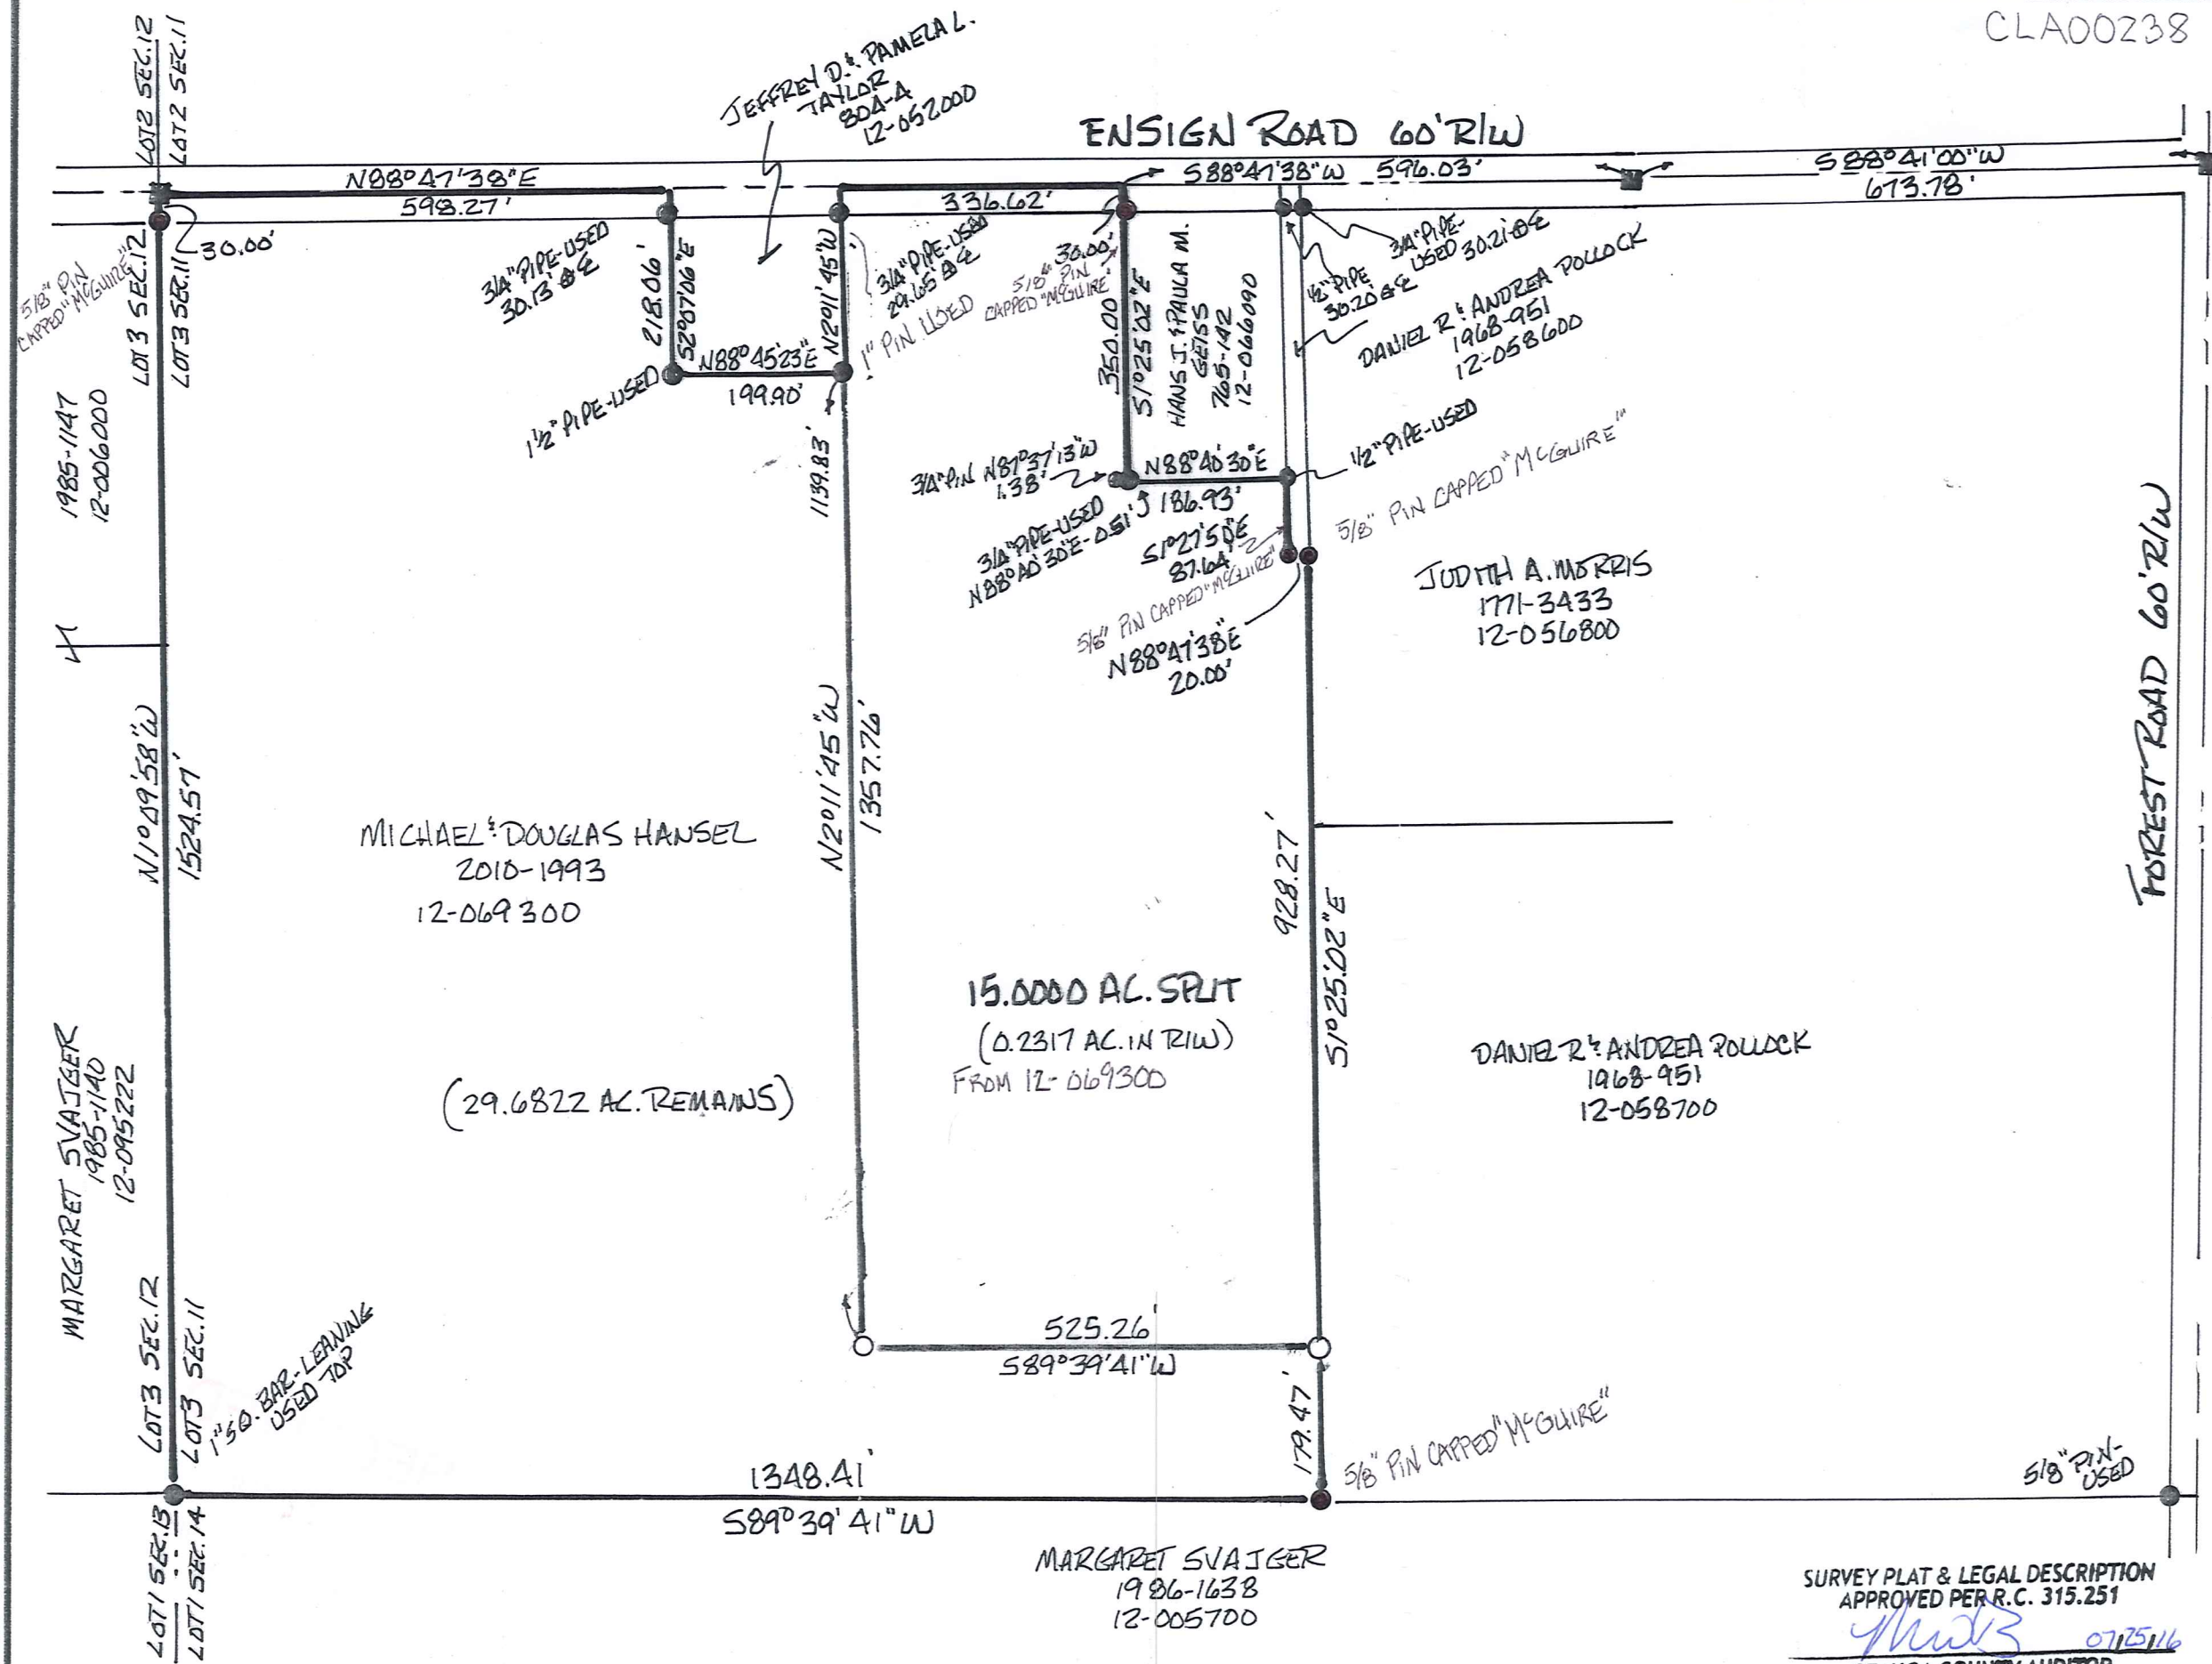 CLA00238
LOT 2 SEC. 12
LOT 2 SEC. 11
JEFFREY D. & PAMELA L.
TAYLOR
804-A
12-052000
ENSIGN ROAD 60' R/W
N88°47'38"E
598.27'
336.62'
S88°47'38"W 596.03'
S88°41'00"W
673.78'
30.00'
5/8" PIN
CAPPED "McGUIRE"
LOT 3 SEC. 12
LOT 3 SEC. 11
3/4" PIPE-USED
30.13' @ ℄
218.06'
S2°07'06"E
N2°11'45"W
3/4" PIPE-USED
29.65' @ ℄
1" PIN USED
30.00'
5/8" PIN
CAPPED "McGUIRE"
350.00
S1°25'02"E
HANS J. & PAULA M.
GEISS
765-142
12-066090
1/2" PIPE
30.20 @ ℄
3/4" PIPE-
USED 30.21 @ ℄
DANIEL R. & ANDREA POLLOCK
1968-951
12-058600
1985-1147
12-006000
1 1/2" PIPE-USED
N88°45'23"E
199.90'
1139.83'
3/4" PIN N87°37'13"W
1.38'
N88°40'30"E
186.93'
1/2" PIPE-USED
3/4" PIPE-USED
N88°40'30"E-0.51'
S1°27'50"E
87.64'
5/8" PIN CAPPED "McGUIRE"
5/8" PIN CAPPED "McGUIRE"
N88°47'38"E
20.00'
JUDITH A. MORRIS
1771-3433
12-056800
FOREST ROAD 60' R/W
N1°09'58"W
1524.57'
N2°11'45"W
1357.76'
MICHAEL & DOUGLAS HANSEL
2010-1993
12-069300
928.27'
S1°25'02"E
15.0000 AC. SPLIT
(0.2317 AC. IN R/W)
FROM 12-069300
(29.6822 AC. REMAINS)
DANIEL R. & ANDREA POLLOCK
1968-951
12-058700
MARGARET SVAJGER
1985-1140
12-095222
LOT 3 SEC. 12
LOT 3 SEC. 11
1" SQ. BAR-LEANING
USED TOP
525.26'
S89°39'41"W
179.47'
5/8" PIN CAPPED "McGUIRE"
5/8" PIN-
USED
1348.41'
S89°39'41"W
LOT 1 SEC. 13
LOT 1 SEC. 14
MARGARET SVAJGER
1986-1638
12-005700
SURVEY PLAT & LEGAL DESCRIPTION
APPROVED PER R.C. 315.251
07/25/16
COUNTY AUDITOR